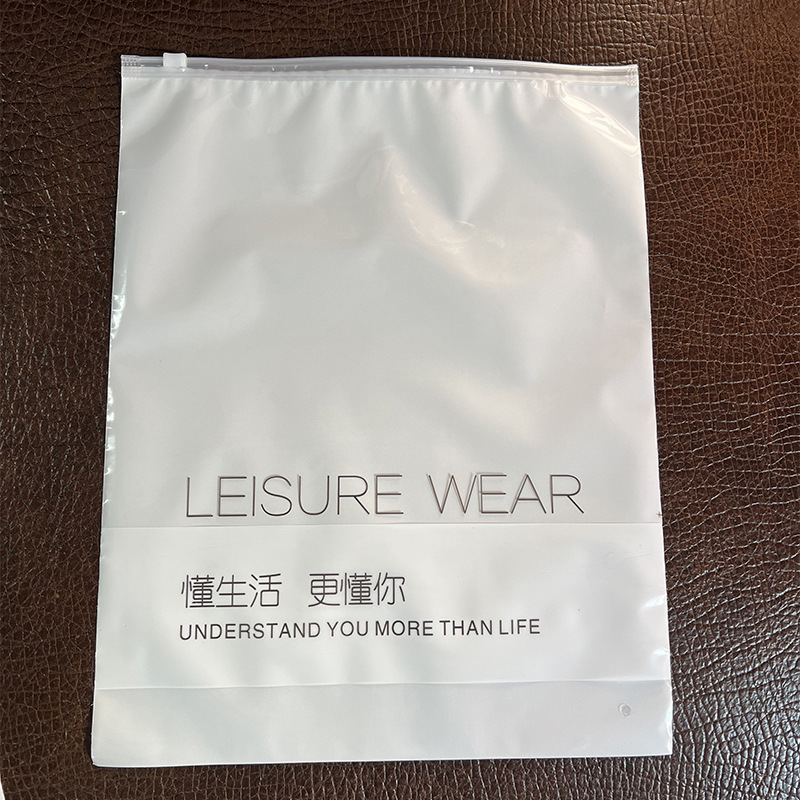 LEISURE WEAR
懂生活 更懂你
UNDERSTAND YOU MORE THAN LIFE